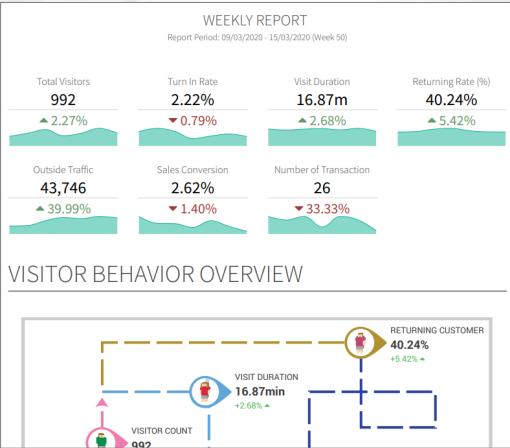 WEEKLY REPORT
Report Period: 09/03/2020 - 15/03/2020 (Week 50)
Total Visitors
992
▲ 2.27%
Turn In Rate
2.22%
▼ 0.79%
Visit Duration
16.87m
▲ 2.68%
Returning Rate (%)
40.24%
▲ 5.42%
Outside Traffic
43,746
▲ 39.99%
Sales Conversion
2.62%
▼ 1.40%
Number of Transaction
26
▼ 33.33%
VISITOR BEHAVIOR OVERVIEW
RETURNING CUSTOMER
40.24%
+5.42% ▲
VISIT DURATION
16.87min
+2.68% ▲
VISITOR COUNT
992